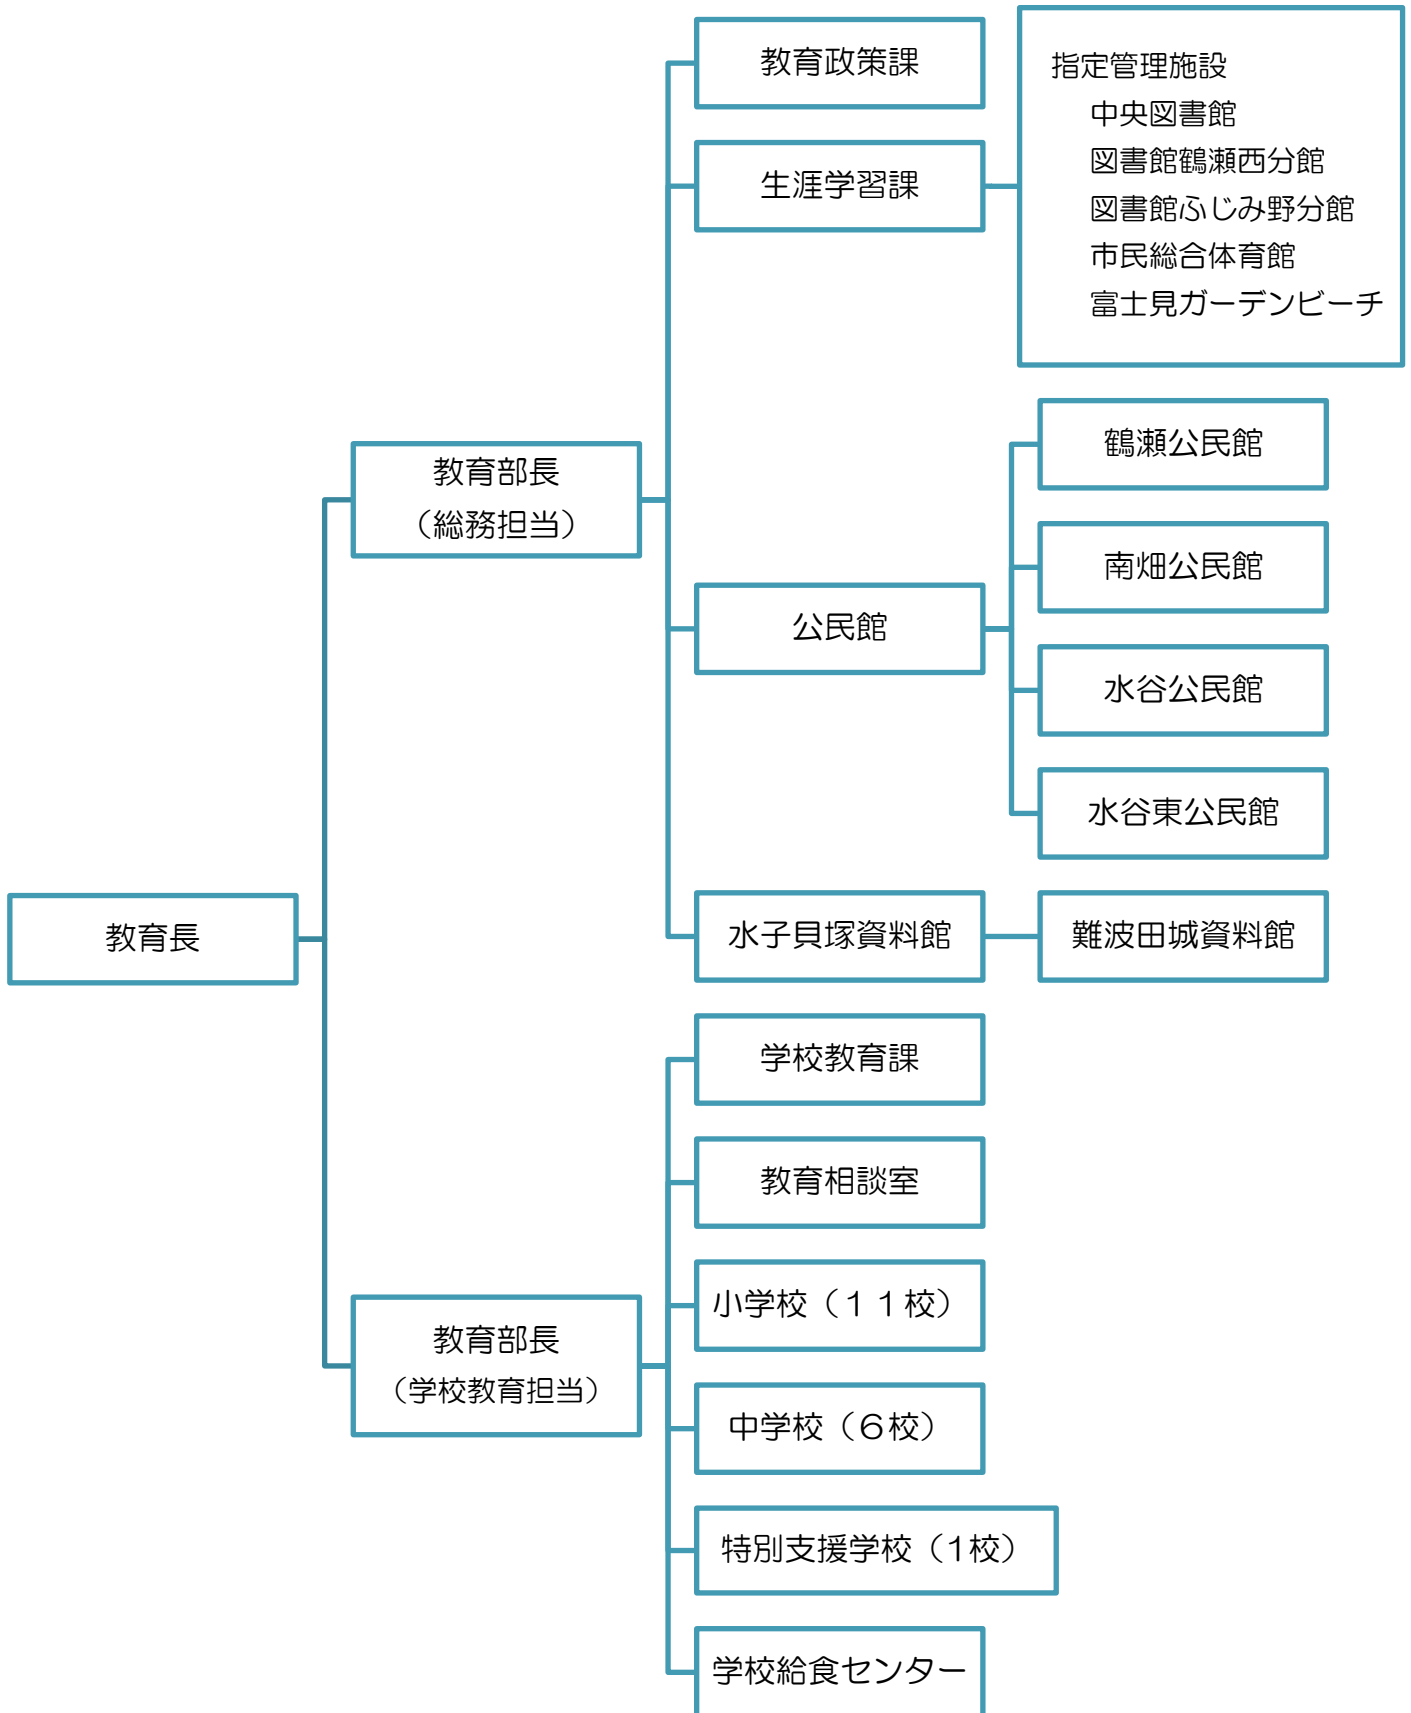 教育政策課
指定管理施設
中央図書館
図書館鶴瀬西分館
図書館ふじみ野分館
市民総合体育館
富士見ガーデンビーチ
生涯学習課
鶴瀬公民館
教育部長
（総務担当）
南畑公民館
公民館
水谷公民館
水谷東公民館
教育長
水子貝塚資料館
難波田城資料館
学校教育課
教育相談室
小学校（１１校）
教育部長
（学校教育担当）
中学校（６校）
特別支援学校（1校）
学校給食センター